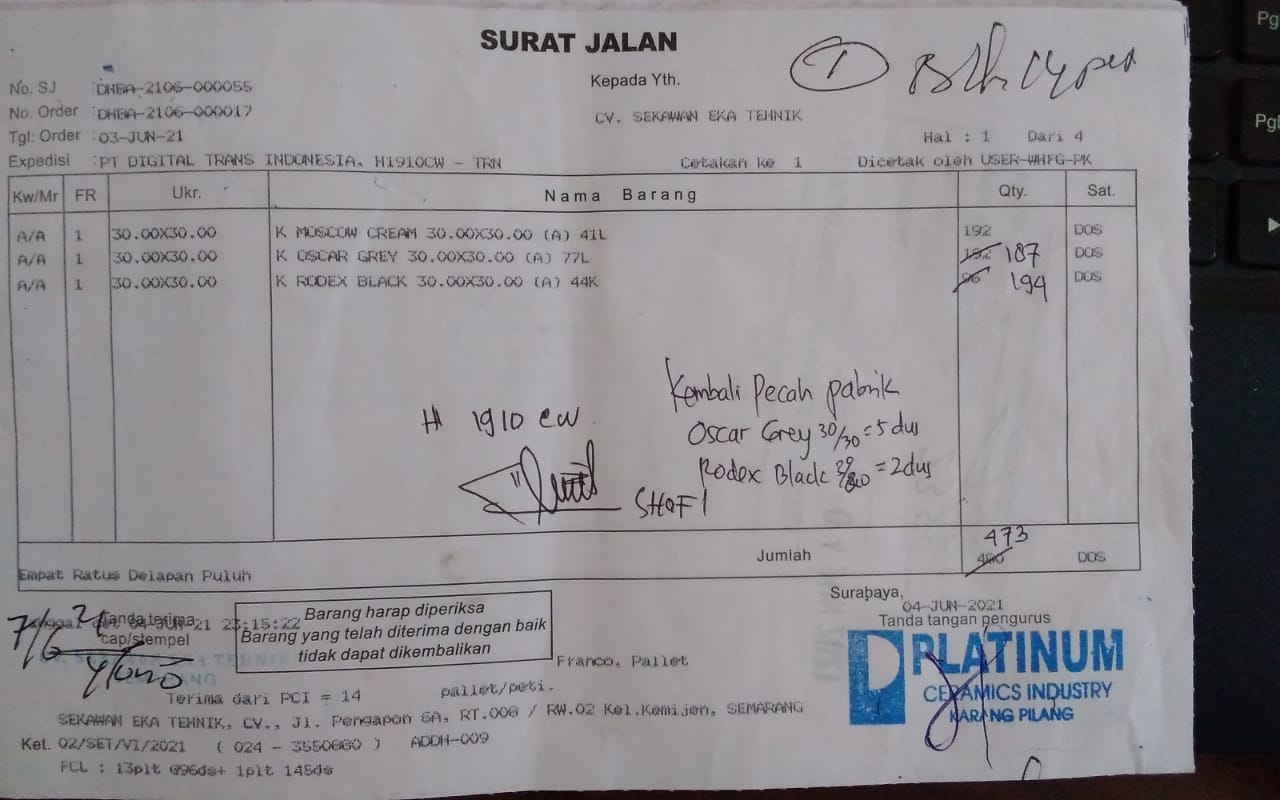 SURAT JALAN
1
No. SJ : DHBA-2106-000055
Kepada Yth.
No. Order : DHBA-2106-000017
CV. SEKAWAN EKA TEHNIK
Tgl: Order : 03-JUN-21
Hal : 1 Dari 4
Expedisi : PT DIGITAL TRANS INDONESIA. H1910CW - TRN
Cetakan ke 1 Dicetak oleh USER-WHFG-PK
Kw/Mr FR Ukr. Nama Barang Qty. Sat.
A/A 1 30.00X30.00 K MOSCOW CREAM 30.00X30.00 (A) 41L 192 DOS
A/A 1 30.00X30.00 K OSCAR GREY 30.00X30.00 (A) 77L 192 187 DOS
A/A 1 30.00X30.00 K RODEX BLACK 30.00X30.00 (A) 44K 96 194 DOS
Kembali Pecah pabrik
H 1910 CW
Oscar Grey 30/30 = 5 dus
Rodex Black = 2 dus
SHOFI
473
Jumlah 480 DOS
Empat Ratus Delapan Puluh
Surabaya,
04-JUN-2021
Tanda tangan pengurus
7/6 21
Tanda terima
04-JUN-21 23:15:22
cap/stempel
Barang harap diperiksa
Barang yang telah diterima dengan baik
tidak dapat dikembalikan
PLATINUM
CERAMICS INDUSTRY
KARANG PILANG
Franco, Pallet
Terima dari PCI = 14 pallet/peti.
SEKAWAN EKA TEHNIK, CV., Jl. Pengapon 6A, RT.006 / RW.02 Kel.Kemijen, SEMARANG
Ket. 02/SET/VI/2021 ( 024 - 3550660 ) ADDH-009
PCL : 13plt @96ds+ 1plt 145ds